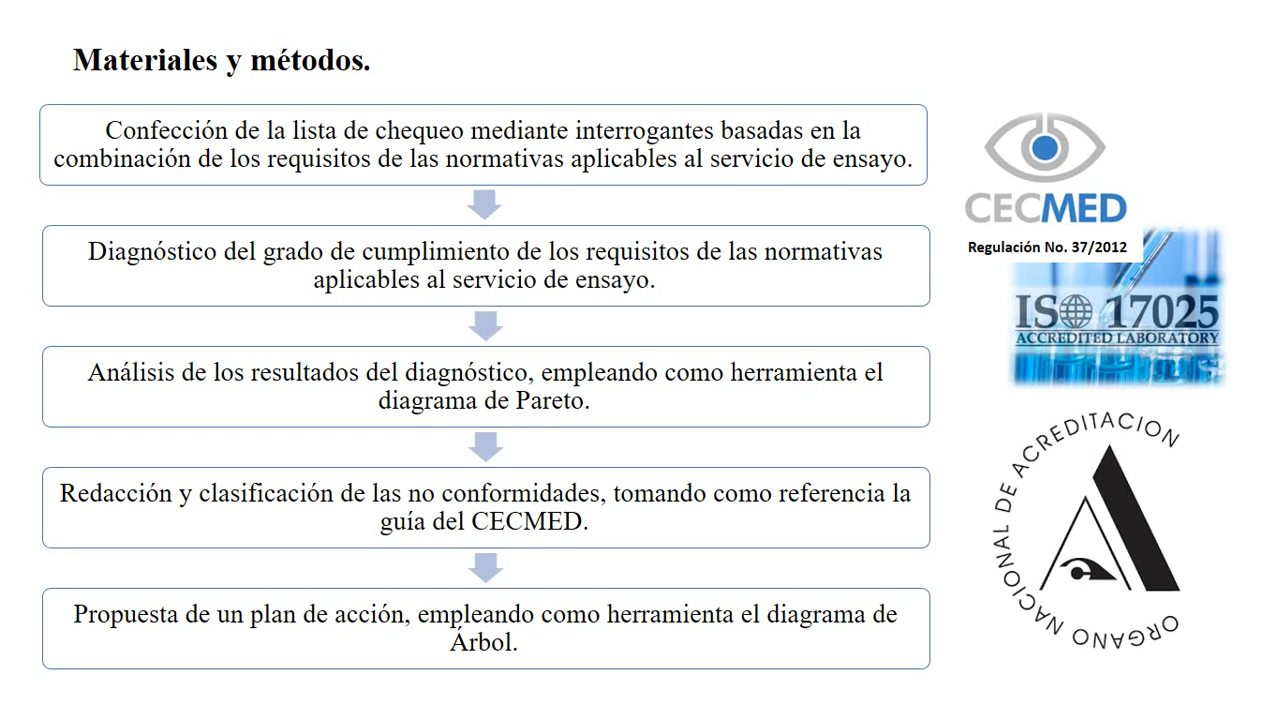 Materiales y métodos.
Confección de la lista de chequeo mediante interrogantes basadas en la
combinación de los requisitos de las normativas aplicables al servicio de ensayo.
Diagnóstico del grado de cumplimiento de los requisitos de las normativas
aplicables al servicio de ensayo.
Análisis de los resultados del diagnóstico, empleando como herramienta el
diagrama de Pareto.
Redacción y clasificación de las no conformidades, tomando como referencia la
guía del CECMED.
Propuesta de un plan de acción, empleando como herramienta el diagrama de
Árbol.
CECMED
Regulación No. 37/2012
ISO 17025
ACCREDITED LABORATORY
ORGANO NACIONAL DE ACREDITACION